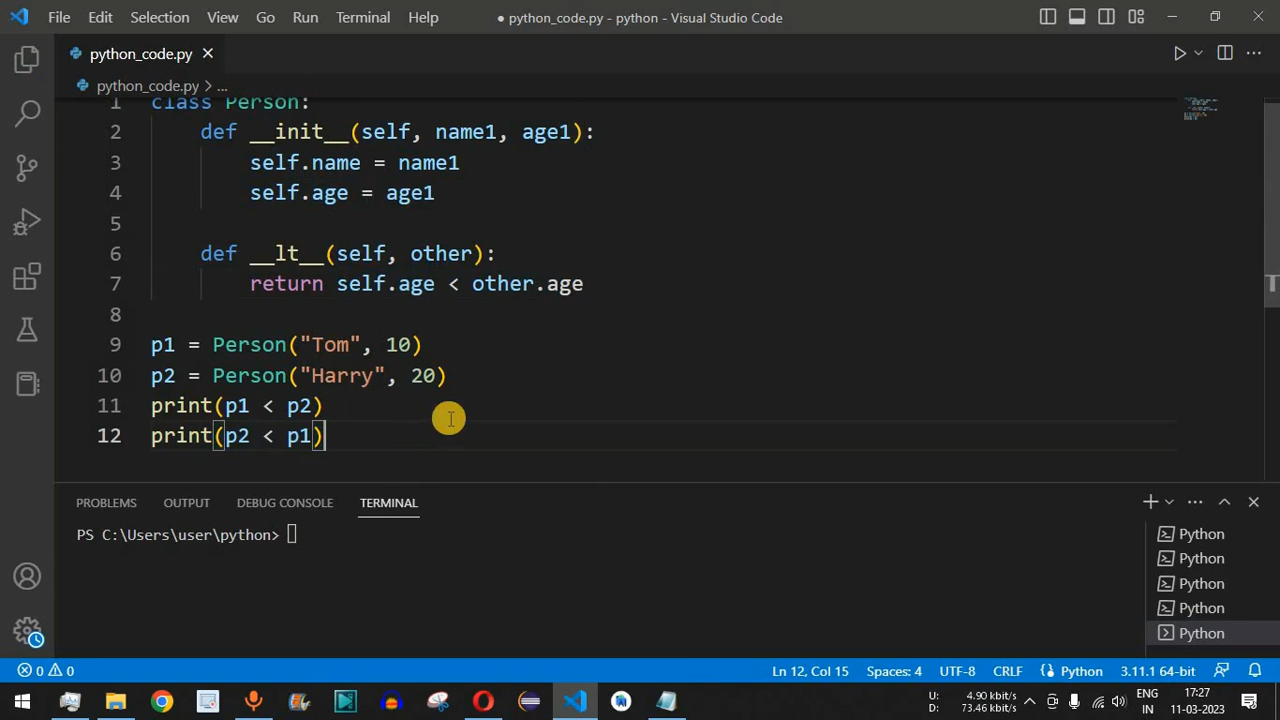 File Edit Selection View Go Run Terminal Help ● python_code.py - python - Visual Studio Code
python_code.py
python_code.py > ...
1 class Person:
2     def __init__(self, name1, age1):
3         self.name = name1
4         self.age = age1
5
6     def __lt__(self, other):
7         return self.age < other.age
8
9 p1 = Person("Tom", 10)
10 p2 = Person("Harry", 20)
11 print(p1 < p2)
12 print(p2 < p1)
PROBLEMS OUTPUT DEBUG CONSOLE TERMINAL
PS C:\Users\user\python>
Python
Python
Python
Python
Python
0 0 Ln 12, Col 15 Spaces: 4 UTF-8 CRLF Python 3.11.1 64-bit
U: 4.90 kbit/s
D: 73.46 kbit/s
ENG
IN
17:27
11-03-2023